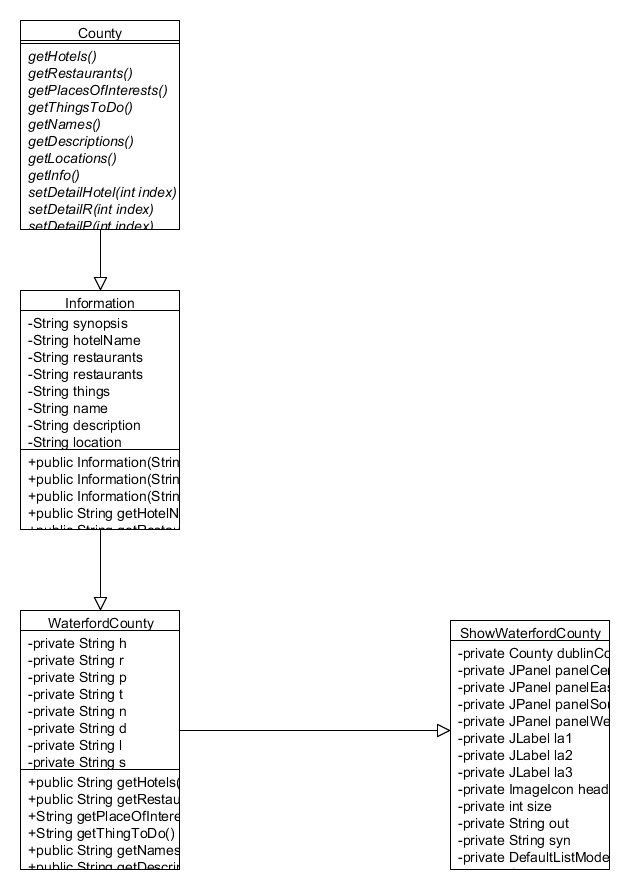 County
getHotels()
getRestaurants()
getPlacesOfInterests()
getThingsToDo()
getNames()
getDescriptions()
getLocations()
getInfo()
setDetailHotel(int index)
setDetailR(int index)
setDetailP(int index)
Information
-String synopsis
-String hotelName
-String restaurants
-String restaurants
-String things
-String name
-String description
-String location
+public Information(Strin
+public Information(Strin
+public Information(Strin
+public String getHotelN
+public String getRestau
WaterfordCounty
-private String h
-private String r
-private String p
-private String t
-private String n
-private String d
-private String l
-private String s
+public String getHotels(
+public String getRestau
+String getPlaceOfIntere
+String getThingToDo()
+public String getNames
+public String getDescrip
ShowWaterfordCounty
-private County dublinCo
-private JPanel panelCer
-private JPanel panelEas
-private JPanel panelSou
-private JPanel panelWe
-private JLabel la1
-private JLabel la2
-private JLabel la3
-private ImageIcon head
-private int size
-private String out
-private String syn
-private DefaultListMode